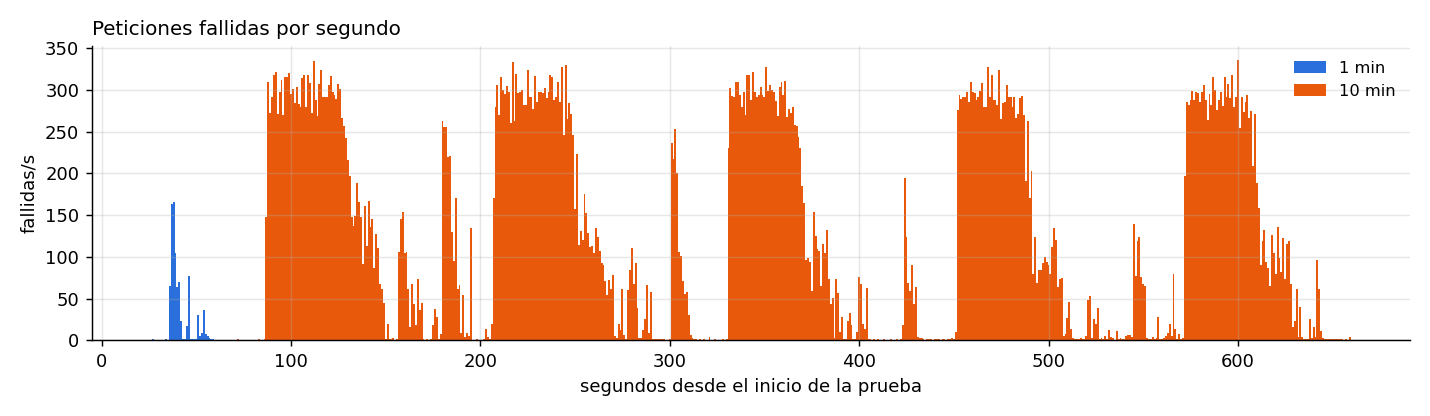 Peticiones fallidas por segundo
350
300
250
200
150
100
50
0
fallidas/s
1 min
10 min
0 100 200 300 400 500 600
segundos desde el inicio de la prueba